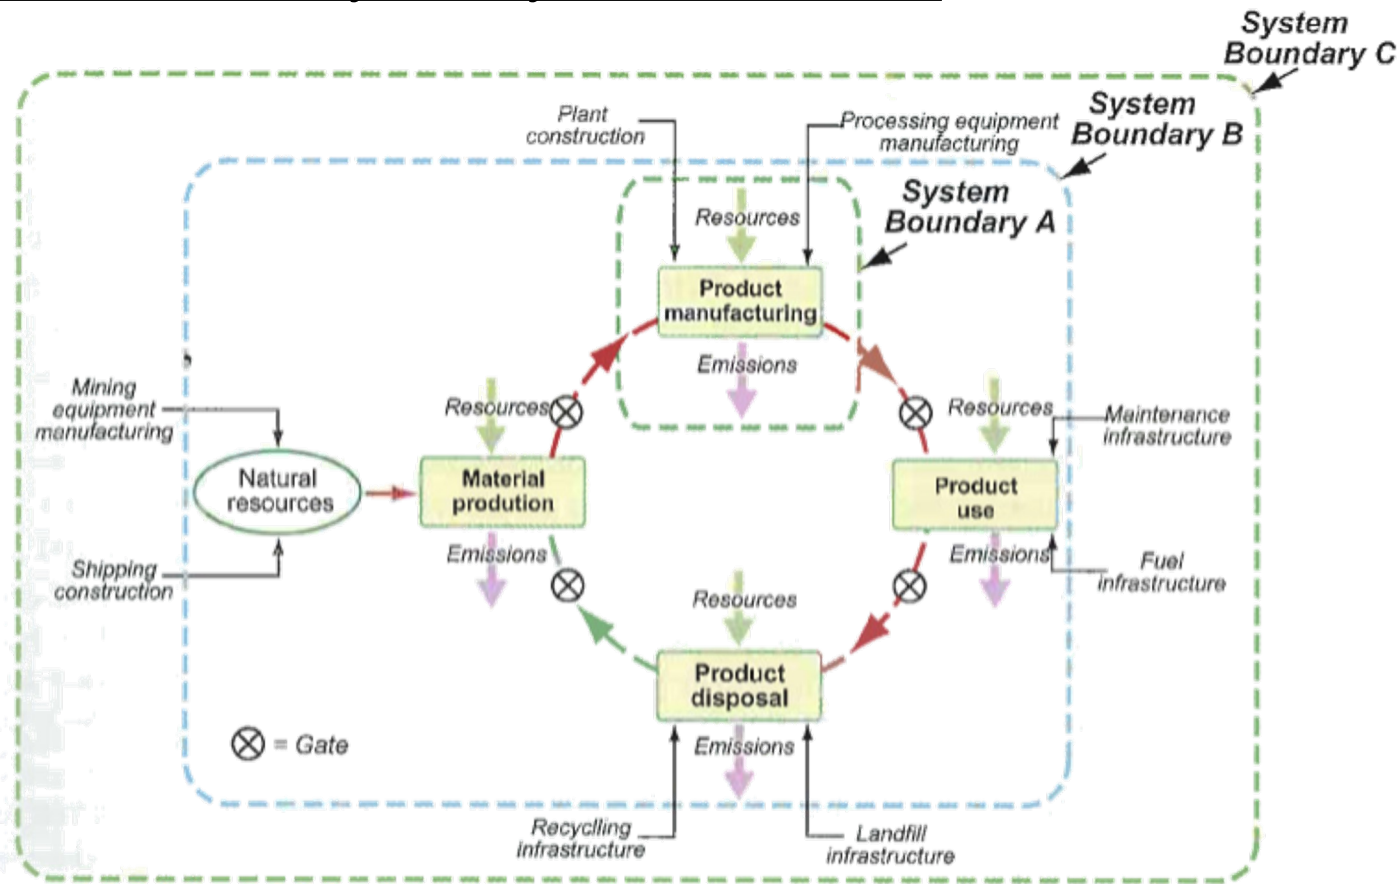 System
Boundary C
System
Boundary B
Plant
construction
Processing equipment
manufacturing
System
Boundary A
Resources
Product
manufacturing
Emissions
Mining
equipment
manufacturing
Resources
Resources
Maintenance
infrastructure
Natural
resources
Material
prodution
Product
use
Emissions
Emissions
Shipping
construction
Fuel
infrastructure
Resources
Product
disposal
Emissions
= Gate
Recyclling
infrastructure
Landfill
infrastructure